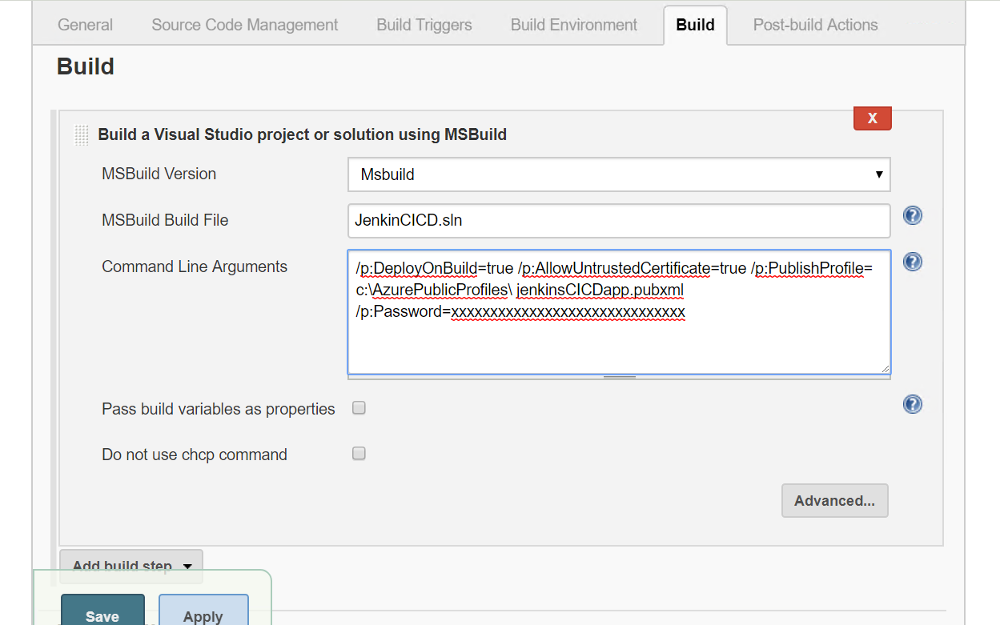 General Source Code Management Build Triggers Build Environment Build Post-build Actions
Build
X
Build a Visual Studio project or solution using MSBuild
MSBuild Version Msbuild
MSBuild Build File JenkinCICD.sln
Command Line Arguments /p:DeployOnBuild=true /p:AllowUntrustedCertificate=true /p:PublishProfile=
c:\AzurePublicProfiles\ jenkinsCICDapp.pubxml
/p:Password=xxxxxxxxxxxxxxxxxxxxxxxxxxxxxx
Pass build variables as properties
Do not use chcp command
Advanced...
Add build step
Save Apply